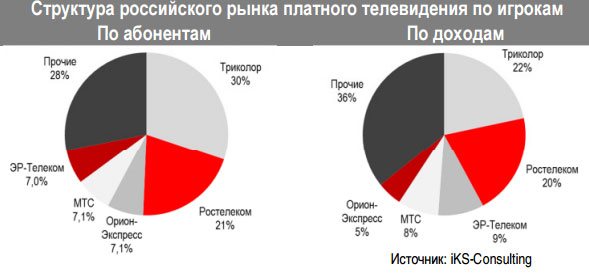 Структура российского рынка платного телевидения по игрокам
По абонентам
По доходам
Прочие
28%
Триколор
30%
ЭР-Телеком
7,0%
МТС
7,1%
Орион-
Экспресс
7,1%
Ростелеком
21%
Прочие
36%
Триколор
22%
Ростелеком
20%
Орион-
Экспресс
5%
МТС
8%
ЭР-Телеком
9%
Источник: iKS-Consulting